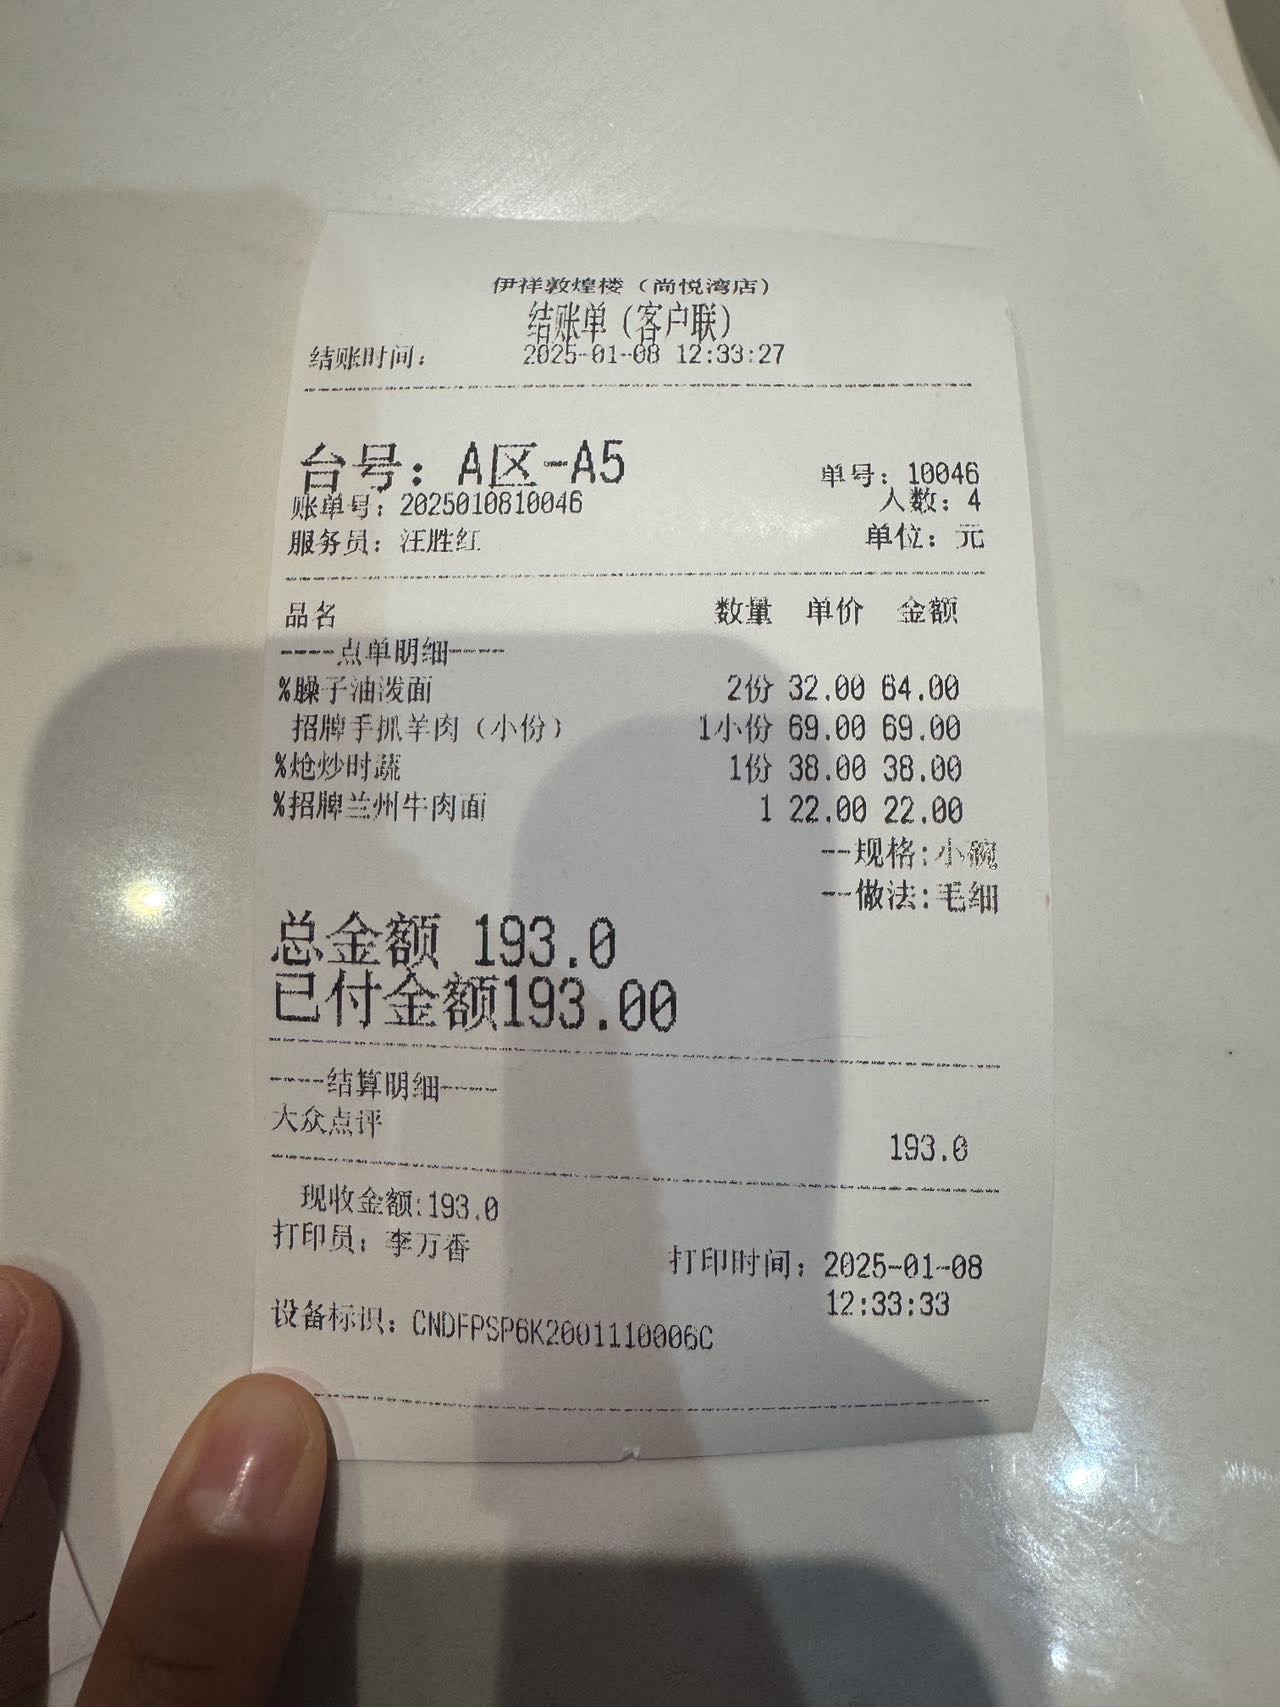 伊祥敦煌楼（尚悦湾店）
结账单（客户联）
结账时间： 2025-01-08 12:33:27
台号：A区-A5
单号：10046
账单号：2025010810046 人数：4
服务员：汪胜红 单位：元
品名 数量 单价 金额
----点单明细----
%臊子油泼面 2份 32.00 64.00
招牌手抓羊肉（小份） 1小份 69.00 69.00
%炝炒时蔬 1份 38.00 38.00
%招牌兰州牛肉面 1 22.00 22.00
--规格:小碗
--做法:毛细
总金额 193.0
已付金额193.00
----结算明细----
大众点评 193.0
现收金额:193.0
打印员：李万香 打印时间：2025-01-08
12:33:33
设备标识：CNDFPSP6K2001110006C